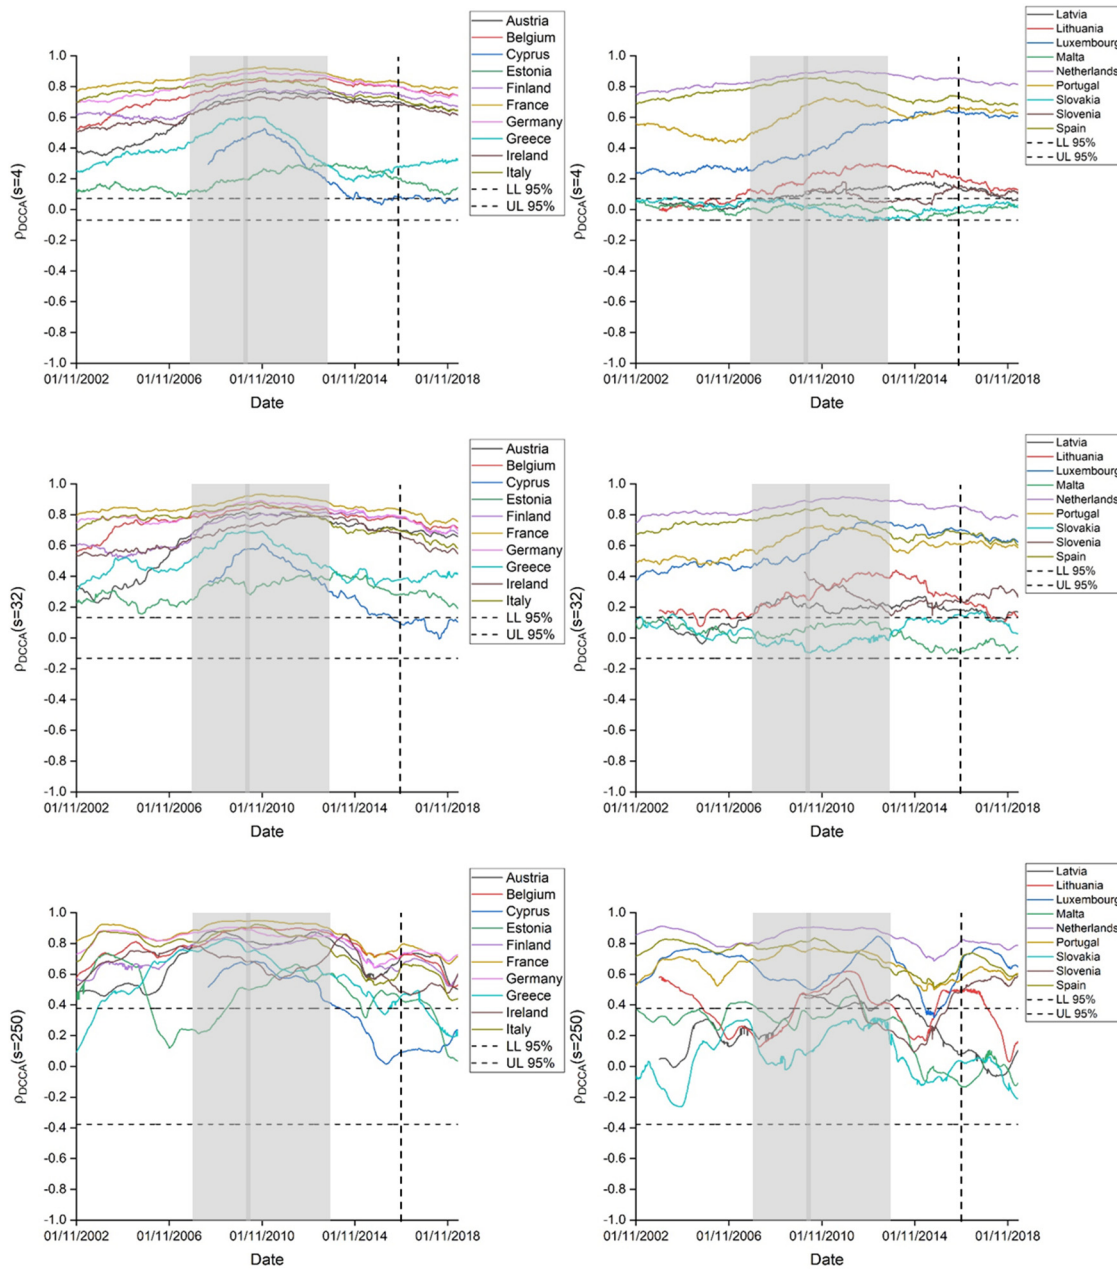 Austria
Belgium
Cyprus
Estonia
Finland
France
Germany
Greece
Ireland
Italy
LL 95%
UL 95%
1.0
0.8
0.6
0.4
0.2
0.0
-0.2
-0.4
-0.6
-0.8
-1.0
ρDCCA(s=4)
01/11/2002 01/11/2006 01/11/2010 01/11/2014 01/11/2018
Date
Latvia
Lithuania
Luxembourg
Malta
Netherlands
Portugal
Slovakia
Slovenia
Spain
LL 95%
UL 95%
1.0
0.8
0.6
0.4
0.2
0.0
-0.2
-0.4
-0.6
-0.8
-1.0
ρDCCA(s=4)
01/11/2002 01/11/2006 01/11/2010 01/11/2014 01/11/2018
Date
Austria
Belgium
Cyprus
Estonia
Finland
France
Germany
Greece
Ireland
Italy
LL 95%
UL 95%
1.0
0.8
0.6
0.4
0.2
0.0
-0.2
-0.4
-0.6
-0.8
-1.0
ρDCCA(s=32)
01/11/2002 01/11/2006 01/11/2010 01/11/2014 01/11/2018
Date
Latvia
Lithuania
Luxembourg
Malta
Netherlands
Portugal
Slovakia
Slovenia
Spain
LL 95%
UL 95%
1.0
0.8
0.6
0.4
0.2
0.0
-0.2
-0.4
-0.6
-0.8
-1.0
ρDCCA(s=32)
01/11/2002 01/11/2006 01/11/2010 01/11/2014 01/11/2018
Date
Austria
Belgium
Cyprus
Estonia
Finland
France
Germany
Greece
Ireland
Italy
LL 95%
UL 95%
1.0
0.8
0.6
0.4
0.2
0.0
-0.2
-0.4
-0.6
-0.8
-1.0
ρDCCA(s=250)
01/11/2002 01/11/2006 01/11/2010 01/11/2014 01/11/2018
Date
Latvia
Lithuania
Luxembourg
Malta
Netherlands
Portugal
Slovakia
Slovenia
Spain
LL 95%
UL 95%
1.0
0.8
0.6
0.4
0.2
0.0
-0.2
-0.4
-0.6
-0.8
-1.0
ρDCCA(s=250)
01/11/2002 01/11/2006 01/11/2010 01/11/2014 01/11/2018
Date